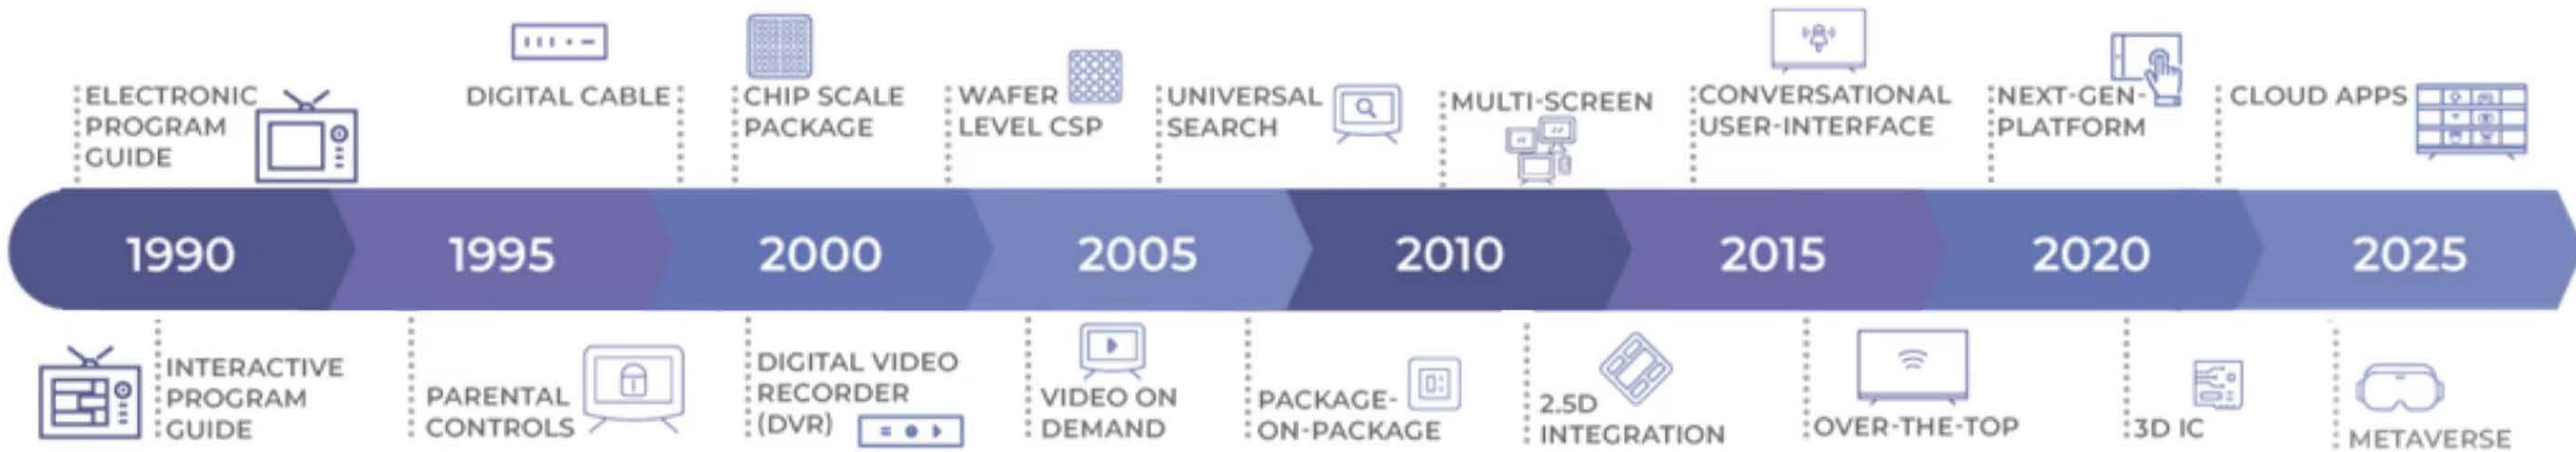 ELECTRONIC
PROGRAM
GUIDE
DIGITAL CABLE
CHIP SCALE
PACKAGE
WAFER
LEVEL CSP
UNIVERSAL
SEARCH
MULTI-SCREEN
CONVERSATIONAL
USER-INTERFACE
NEXT-GEN-
PLATFORM
CLOUD APPS
1990 1995 2000 2005 2010 2015 2020 2025
INTERACTIVE
PROGRAM
GUIDE
PARENTAL
CONTROLS
DIGITAL VIDEO
RECORDER
(DVR)
VIDEO ON
DEMAND
PACKAGE-
ON-PACKAGE
2.5D
INTEGRATION
OVER-THE-TOP
3D IC
METAVERSE